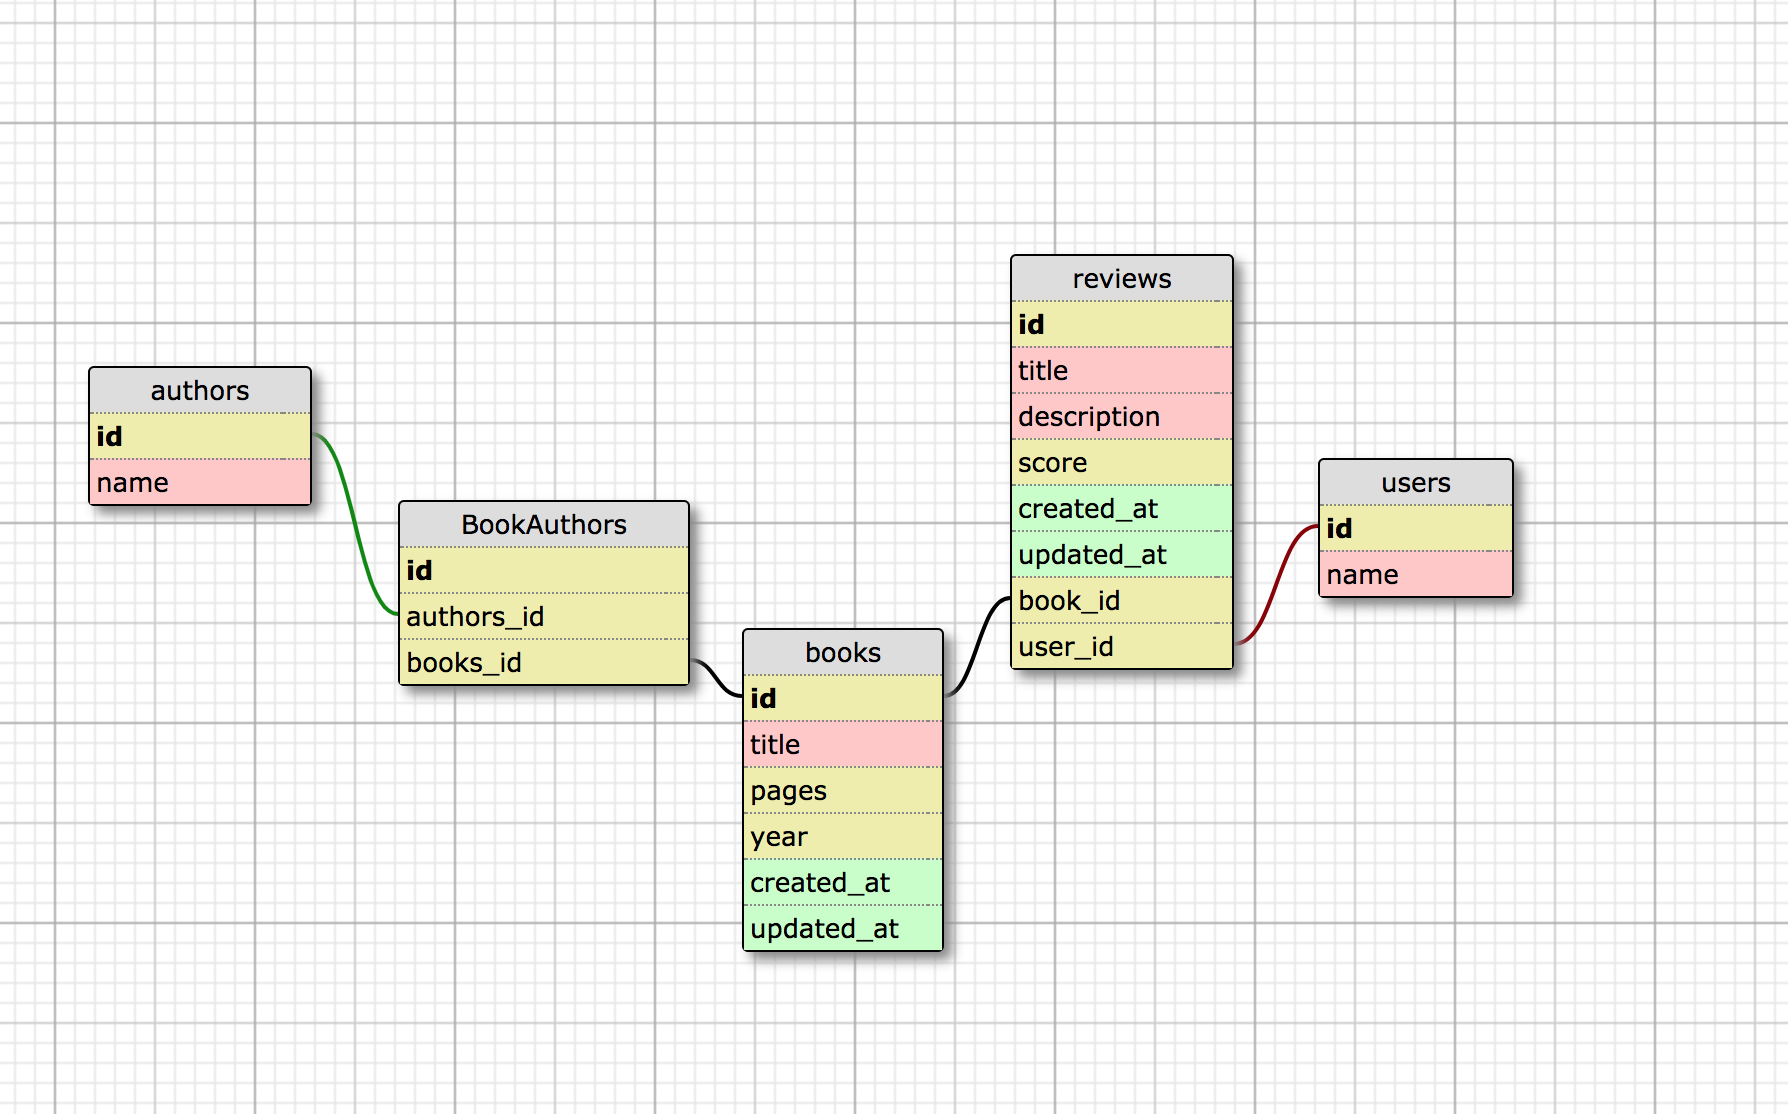 authors
id
name
BookAuthors
id
authors_id
books_id
books
id
title
pages
year
created_at
updated_at
reviews
id
title
description
score
created_at
updated_at
book_id
user_id
users
id
name